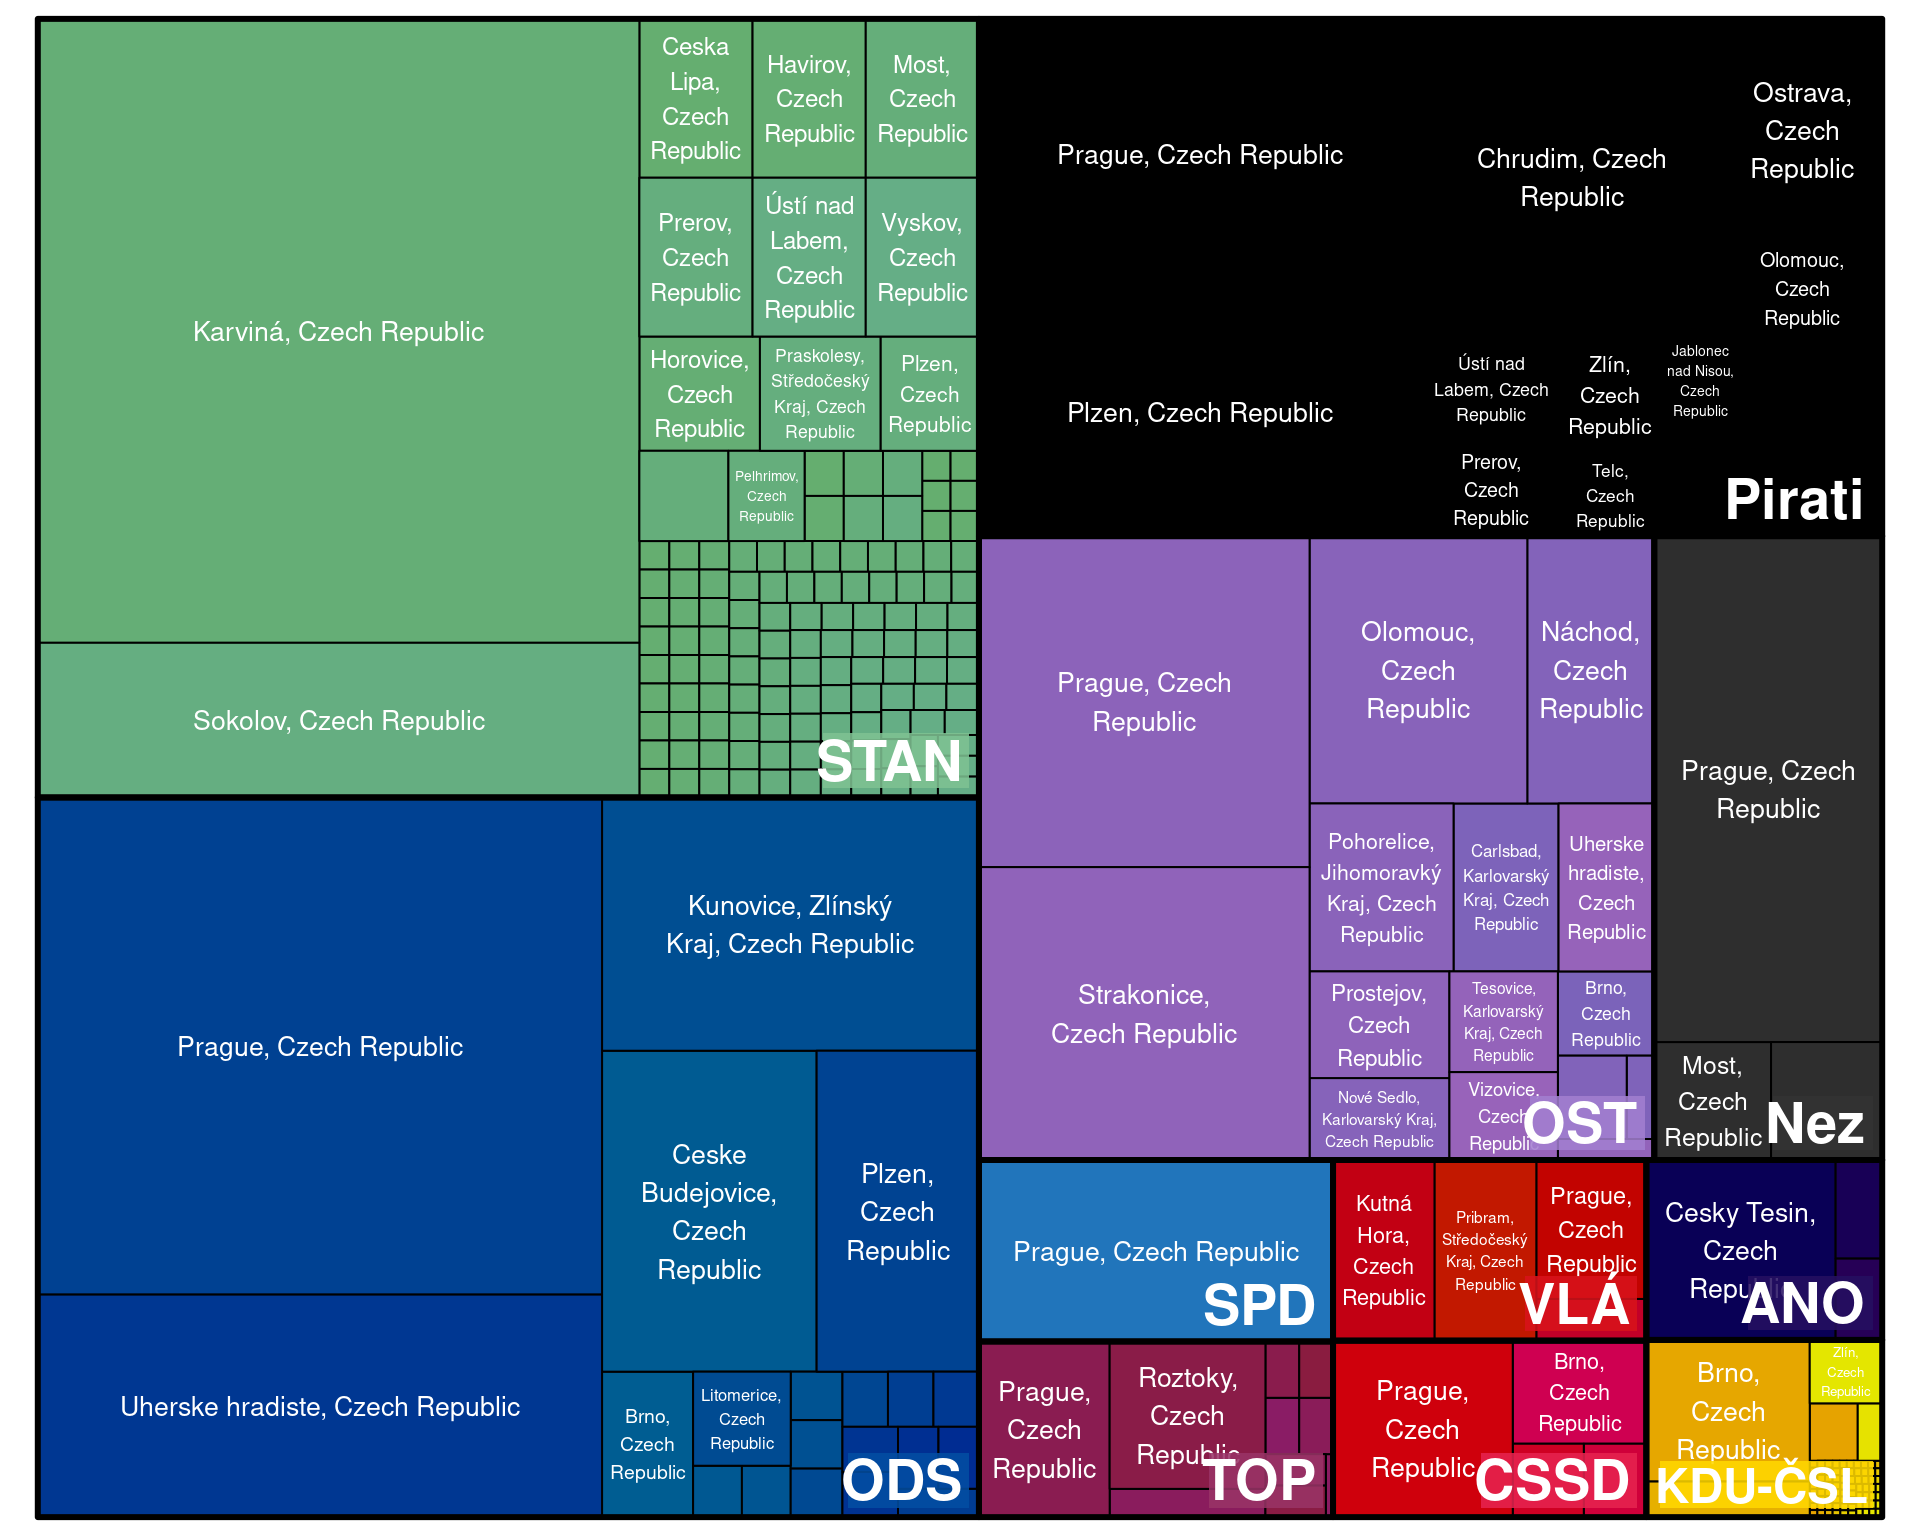 Karviná, Czech Republic
Sokolov, Czech Republic
Ceska
Lipa,
Czech
Republic
Havirov,
Czech
Republic
Most,
Czech
Republic
Prerov,
Czech
Republic
Ústí nad
Labem,
Czech
Republic
Vyskov,
Czech
Republic
Horovice,
Czech
Republic
Praskolesy,
Středočeský
Kraj, Czech
Republic
Plzen,
Czech
Republic
Pelhrimov,
Czech
Republic
STAN
Prague, Czech Republic
Uherske hradiste, Czech Republic
Kunovice, Zlínský
Kraj, Czech Republic
Ceske
Budejovice,
Czech
Republic
Plzen,
Czech
Republic
Brno,
Czech
Republic
Litomerice,
Czech
Republic
ODS
Prague, Czech Republic
Plzen, Czech Republic
Chrudim, Czech
Republic
Ostrava,
Czech
Republic
Olomouc,
Czech
Republic
Ústí nad
Labem, Czech
Republic
Zlín,
Czech
Republic
Jablonec
nad Nisou,
Czech
Republic
Prerov,
Czech
Republic
Telc,
Czech
Republic
Pirati
Prague, Czech
Republic
Strakonice,
Czech Republic
Olomouc,
Czech
Republic
Náchod,
Czech
Republic
Pohorelice,
Jihomoravký
Kraj, Czech
Republic
Carlsbad,
Karlovarský
Kraj, Czech
Republic
Uherske
hradiste,
Czech
Republic
Prostejov,
Czech
Republic
Tesovice,
Karlovarský
Kraj, Czech
Republic
Brno,
Czech
Republic
Nové Sedlo,
Karlovarský Kraj,
Czech Republic
Vizovice,
Czech
Republic
OST
Prague, Czech
Republic
Most,
Czech
Republic
Nez
Prague, Czech Republic
SPD
Kutná
Hora,
Czech
Republic
Pribram,
Středočeský
Kraj, Czech
Republic
Prague,
Czech
Republic
VLÁ
Cesky Tesin,
Czech
Republic
ANO
Prague,
Czech
Republic
Roztoky,
Czech
Republic
TOP
Prague,
Czech
Republic
Brno,
Czech
Republic
CSSD
Brno,
Czech
Republic
Zlín,
Czech
Republic
KDU-ČSL